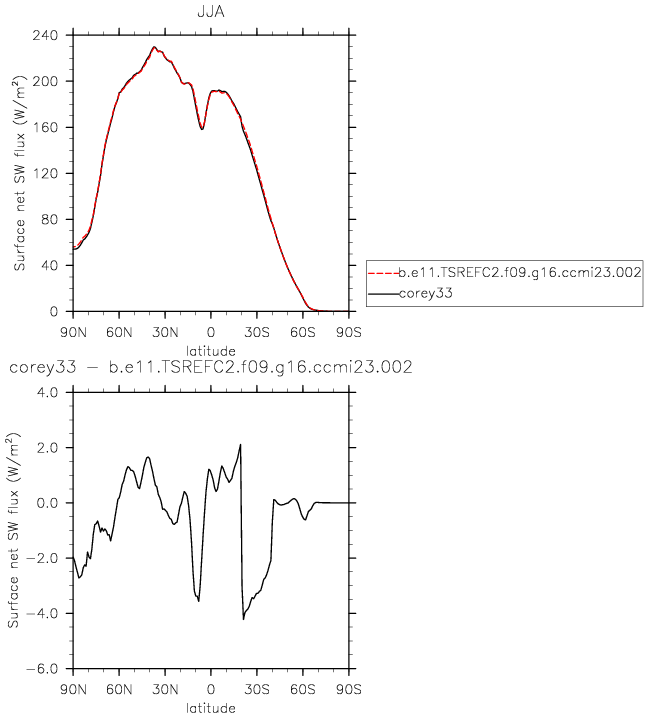 JJA
Surface net SW flux (W/m²)
240
200
160
120
80
40
0
90N 60N 30N 0 30S 60S 90S
latitude
b.e11.TSREFC2.f09.g16.ccmi23.002
corey33
corey33 − b.e11.TSREFC2.f09.g16.ccmi23.002
Surface net SW flux (W/m²)
4.0
2.0
0.0
−2.0
−4.0
−6.0
90N 60N 30N 0 30S 60S 90S
latitude